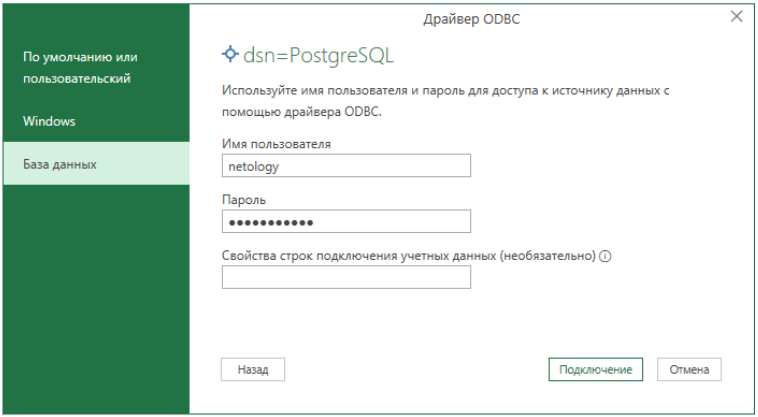 Драйвер ODBC
По умолчанию или
пользовательский
Windows
База данных
dsn=PostgreSQL
Используйте имя пользователя и пароль для доступа к источнику данных с
помощью драйвера ODBC.
Имя пользователя
netology
Пароль
●●●●●●●●●●●
Свойства строк подключения учетных данных (необязательно)
Назад
Подключение
Отмена